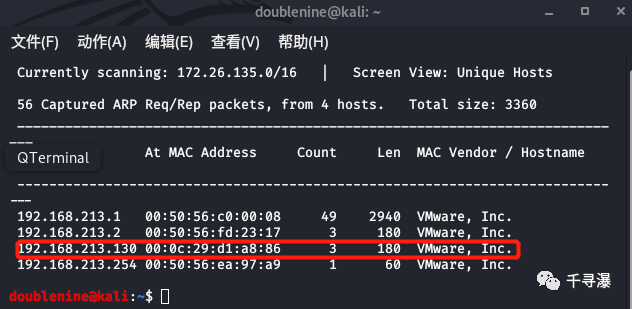 doublenine@kali: ~
文件(F) 动作(A) 编辑(E) 查看(V) 帮助(H)
Currently scanning: 172.26.135.0/16 | Screen View: Unique Hosts
56 Captured ARP Req/Rep packets, from 4 hosts. Total size: 3360
_____________________________________________________________________________
QTerminal At MAC Address Count Len MAC Vendor / Hostname
-----------------------------------------------------------------------------
192.168.213.1 00:50:56:c0:00:08 49 2940 VMware, Inc.
192.168.213.2 00:50:56:fd:23:17 3 180 VMware, Inc.
192.168.213.130 00:0c:29:d1:a8:86 3 180 VMware, Inc.
192.168.213.254 00:50:56:ea:97:a9 1 60 VMware, Inc.
千寻瀑
doublenine@kali:~$